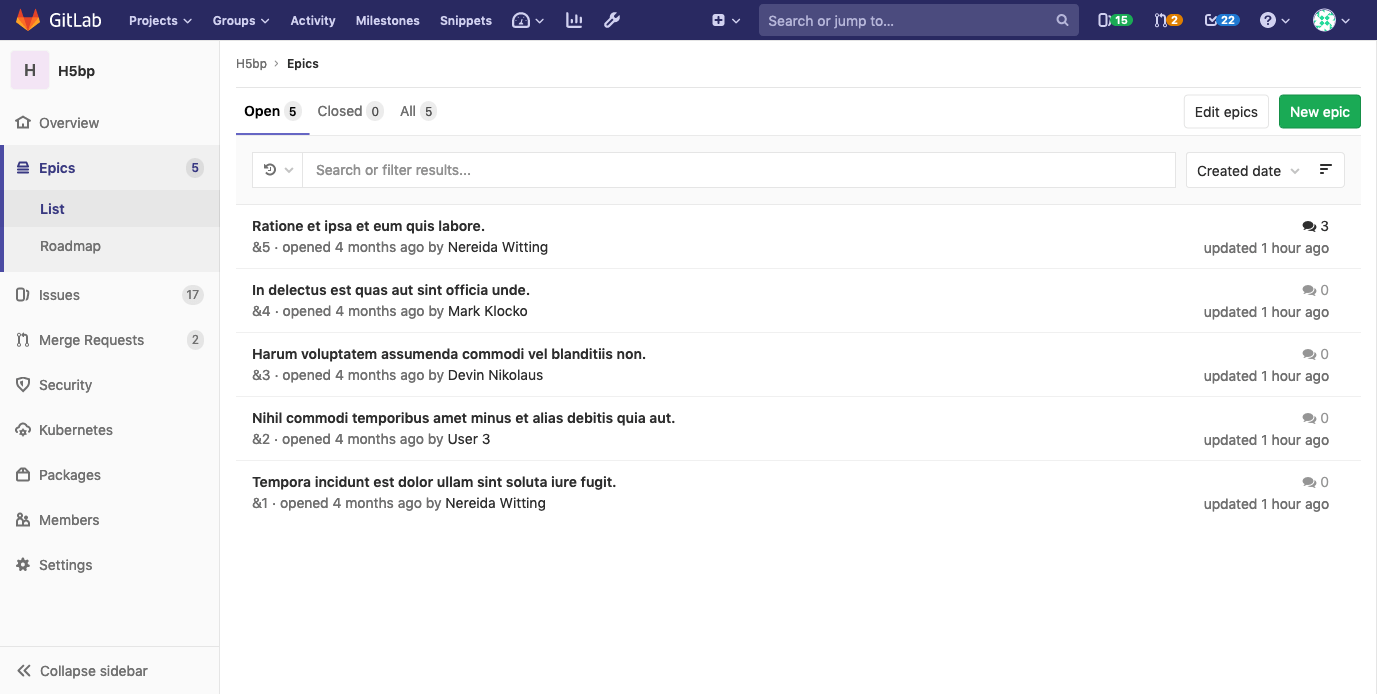 GitLab Projects Groups Activity Milestones Snippets Search or jump to... 15 2 22
H H5bp
Overview
Epics 5
List
Roadmap
Issues 17
Merge Requests 2
Security
Kubernetes
Packages
Members
Settings
Collapse sidebar
H5bp › Epics
Open 5 Closed 0 All 5 Edit epics New epic
Search or filter results... Created date
Ratione et ipsa et eum quis labore. 3
&5 · opened 4 months ago by Nereida Witting updated 1 hour ago
In delectus est quas aut sint officia unde. 0
&4 · opened 4 months ago by Mark Klocko updated 1 hour ago
Harum voluptatem assumenda commodi vel blanditiis non. 0
&3 · opened 4 months ago by Devin Nikolaus updated 1 hour ago
Nihil commodi temporibus amet minus et alias debitis quia aut. 0
&2 · opened 4 months ago by User 3 updated 1 hour ago
Tempora incidunt est dolor ullam sint soluta iure fugit. 0
&1 · opened 4 months ago by Nereida Witting updated 1 hour ago